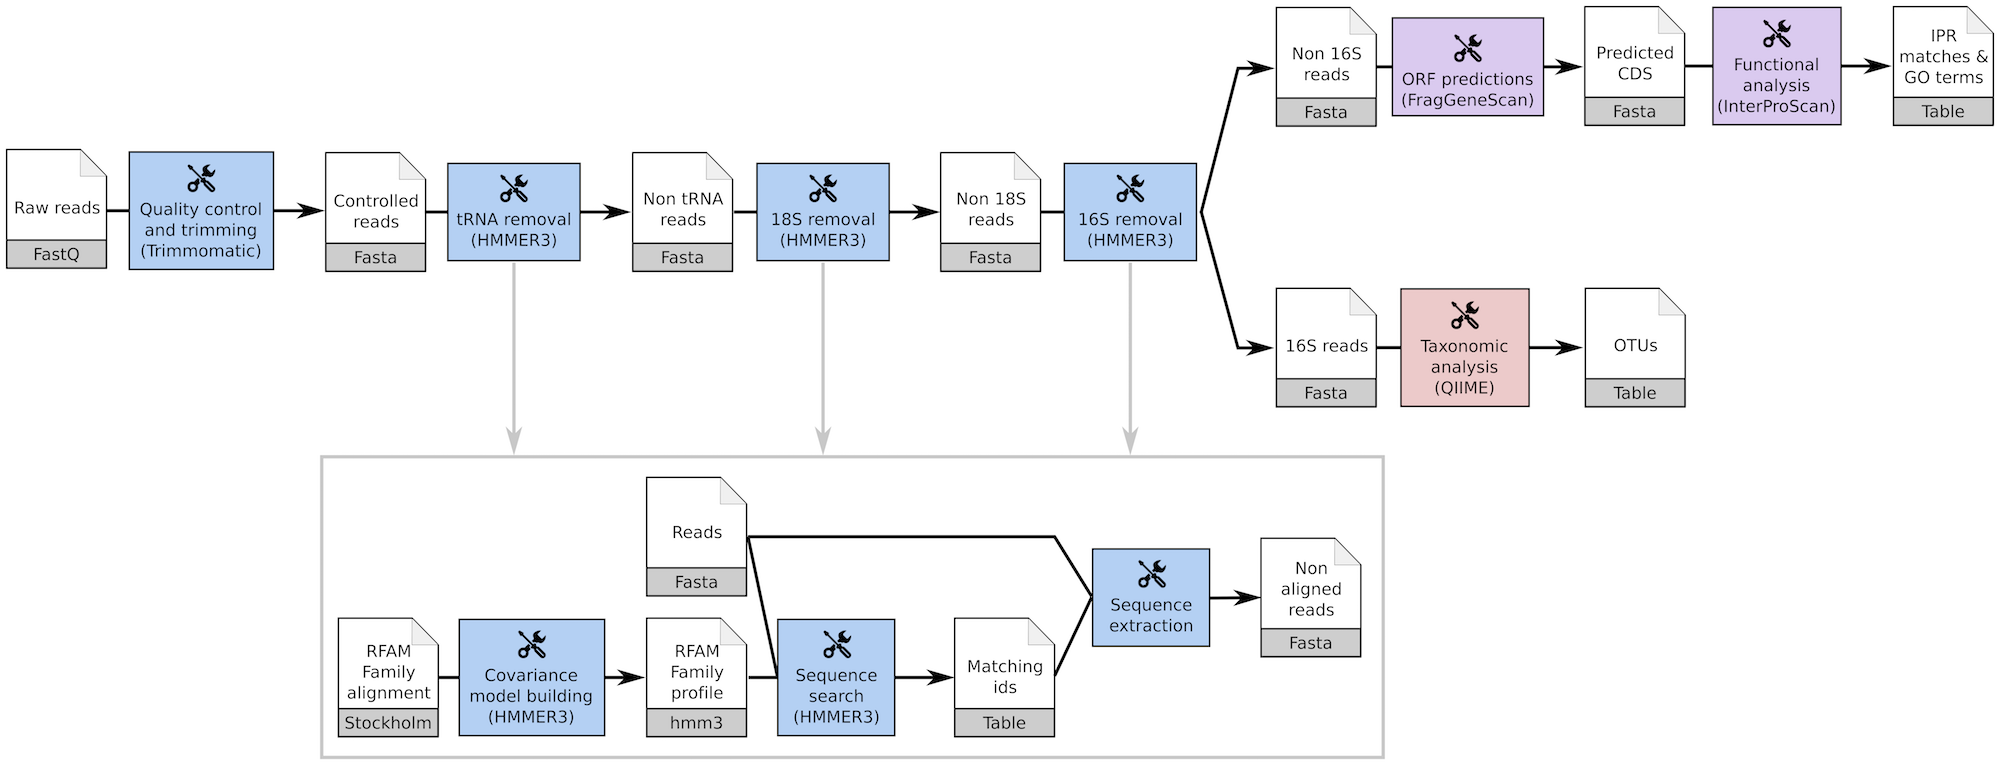 Raw reads
FastQ
Quality control
and trimming
(Trimmomatic)
Controlled
reads
Fasta
tRNA removal
(HMMER3)
Non tRNA
reads
Fasta
18S removal
(HMMER3)
Non 18S
reads
Fasta
16S removal
(HMMER3)
Non 16S
reads
Fasta
ORF predictions
(FragGeneScan)
Predicted
CDS
Fasta
Functional
analysis
(InterProScan)
IPR
matches &
GO terms
Table
16S reads
Fasta
Taxonomic
analysis
(QIIME)
OTUs
Table
Reads
Fasta
RFAM
Family
alignment
Stockholm
Covariance
model building
(HMMER3)
RFAM
Family
profile
hmm3
Sequence
search
(HMMER3)
Matching
ids
Table
Sequence
extraction
Non
aligned
reads
Fasta